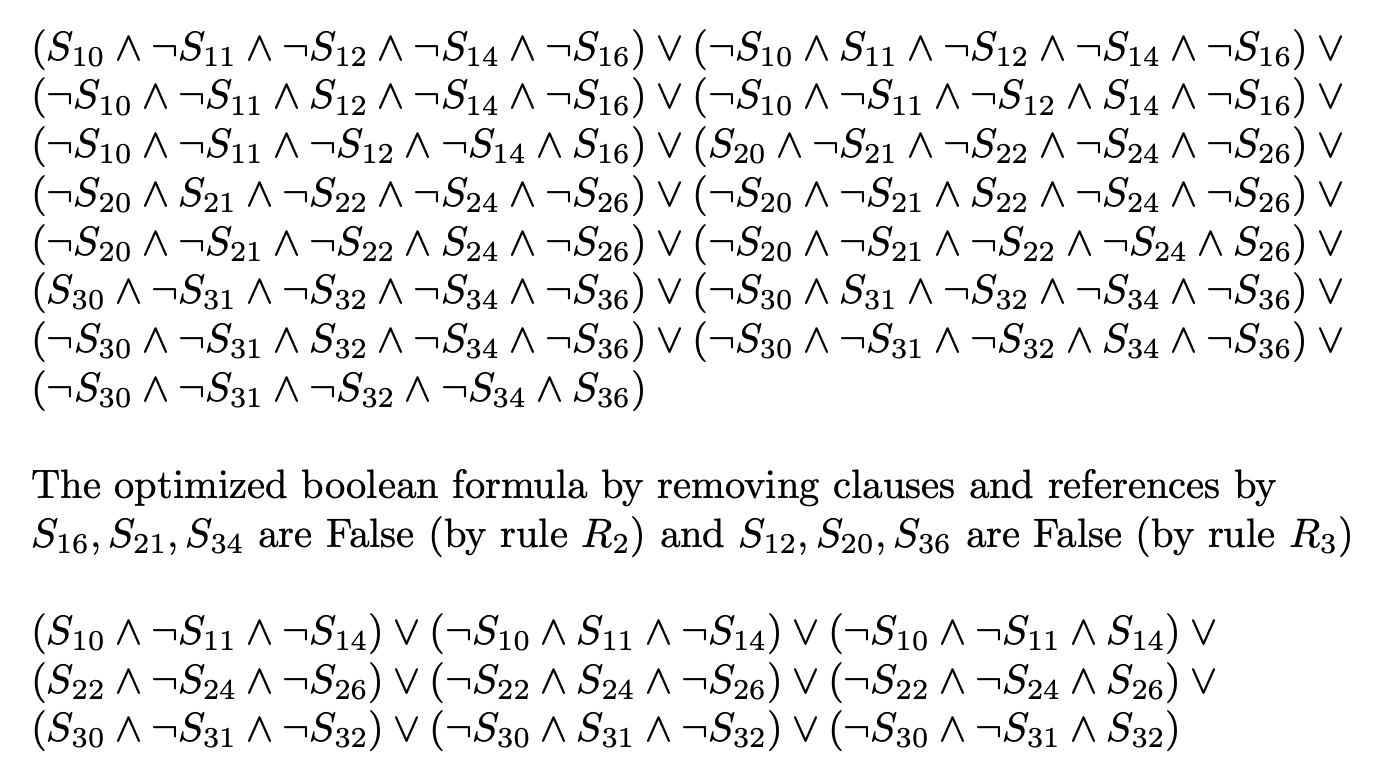 (S₁₀ ∧ ¬S₁₁ ∧ ¬S₁₂ ∧ ¬S₁₄ ∧ ¬S₁₆) ∨ (¬S₁₀ ∧ S₁₁ ∧ ¬S₁₂ ∧ ¬S₁₄ ∧ ¬S₁₆) ∨
(¬S₁₀ ∧ ¬S₁₁ ∧ S₁₂ ∧ ¬S₁₄ ∧ ¬S₁₆) ∨ (¬S₁₀ ∧ ¬S₁₁ ∧ ¬S₁₂ ∧ S₁₄ ∧ ¬S₁₆) ∨
(¬S₁₀ ∧ ¬S₁₁ ∧ ¬S₁₂ ∧ ¬S₁₄ ∧ S₁₆) ∨ (S₂₀ ∧ ¬S₂₁ ∧ ¬S₂₂ ∧ ¬S₂₄ ∧ ¬S₂₆) ∨
(¬S₂₀ ∧ S₂₁ ∧ ¬S₂₂ ∧ ¬S₂₄ ∧ ¬S₂₆) ∨ (¬S₂₀ ∧ ¬S₂₁ ∧ S₂₂ ∧ ¬S₂₄ ∧ ¬S₂₆) ∨
(¬S₂₀ ∧ ¬S₂₁ ∧ ¬S₂₂ ∧ S₂₄ ∧ ¬S₂₆) ∨ (¬S₂₀ ∧ ¬S₂₁ ∧ ¬S₂₂ ∧ ¬S₂₄ ∧ S₂₆) ∨
(S₃₀ ∧ ¬S₃₁ ∧ ¬S₃₂ ∧ ¬S₃₄ ∧ ¬S₃₆) ∨ (¬S₃₀ ∧ S₃₁ ∧ ¬S₃₂ ∧ ¬S₃₄ ∧ ¬S₃₆) ∨
(¬S₃₀ ∧ ¬S₃₁ ∧ S₃₂ ∧ ¬S₃₄ ∧ ¬S₃₆) ∨ (¬S₃₀ ∧ ¬S₃₁ ∧ ¬S₃₂ ∧ S₃₄ ∧ ¬S₃₆) ∨
(¬S₃₀ ∧ ¬S₃₁ ∧ ¬S₃₂ ∧ ¬S₃₄ ∧ S₃₆)
The optimized boolean formula by removing clauses and references by
S₁₆, S₂₁, S₃₄ are False (by rule R₂) and S₁₂, S₂₀, S₃₆ are False (by rule R₃)
(S₁₀ ∧ ¬S₁₁ ∧ ¬S₁₄) ∨ (¬S₁₀ ∧ S₁₁ ∧ ¬S₁₄) ∨ (¬S₁₀ ∧ ¬S₁₁ ∧ S₁₄) ∨
(S₂₂ ∧ ¬S₂₄ ∧ ¬S₂₆) ∨ (¬S₂₂ ∧ S₂₄ ∧ ¬S₂₆) ∨ (¬S₂₂ ∧ ¬S₂₄ ∧ S₂₆) ∨
(S₃₀ ∧ ¬S₃₁ ∧ ¬S₃₂) ∨ (¬S₃₀ ∧ S₃₁ ∧ ¬S₃₂) ∨ (¬S₃₀ ∧ ¬S₃₁ ∧ S₃₂)